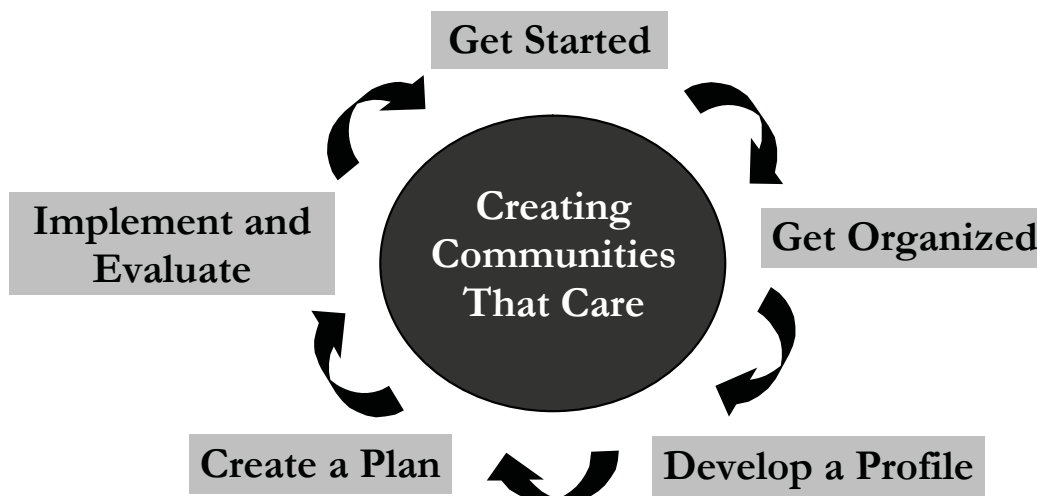 Get Started
Creating
Communities
That Care
Implement and
Evaluate
Get Organized
Create a Plan
Develop a Profile